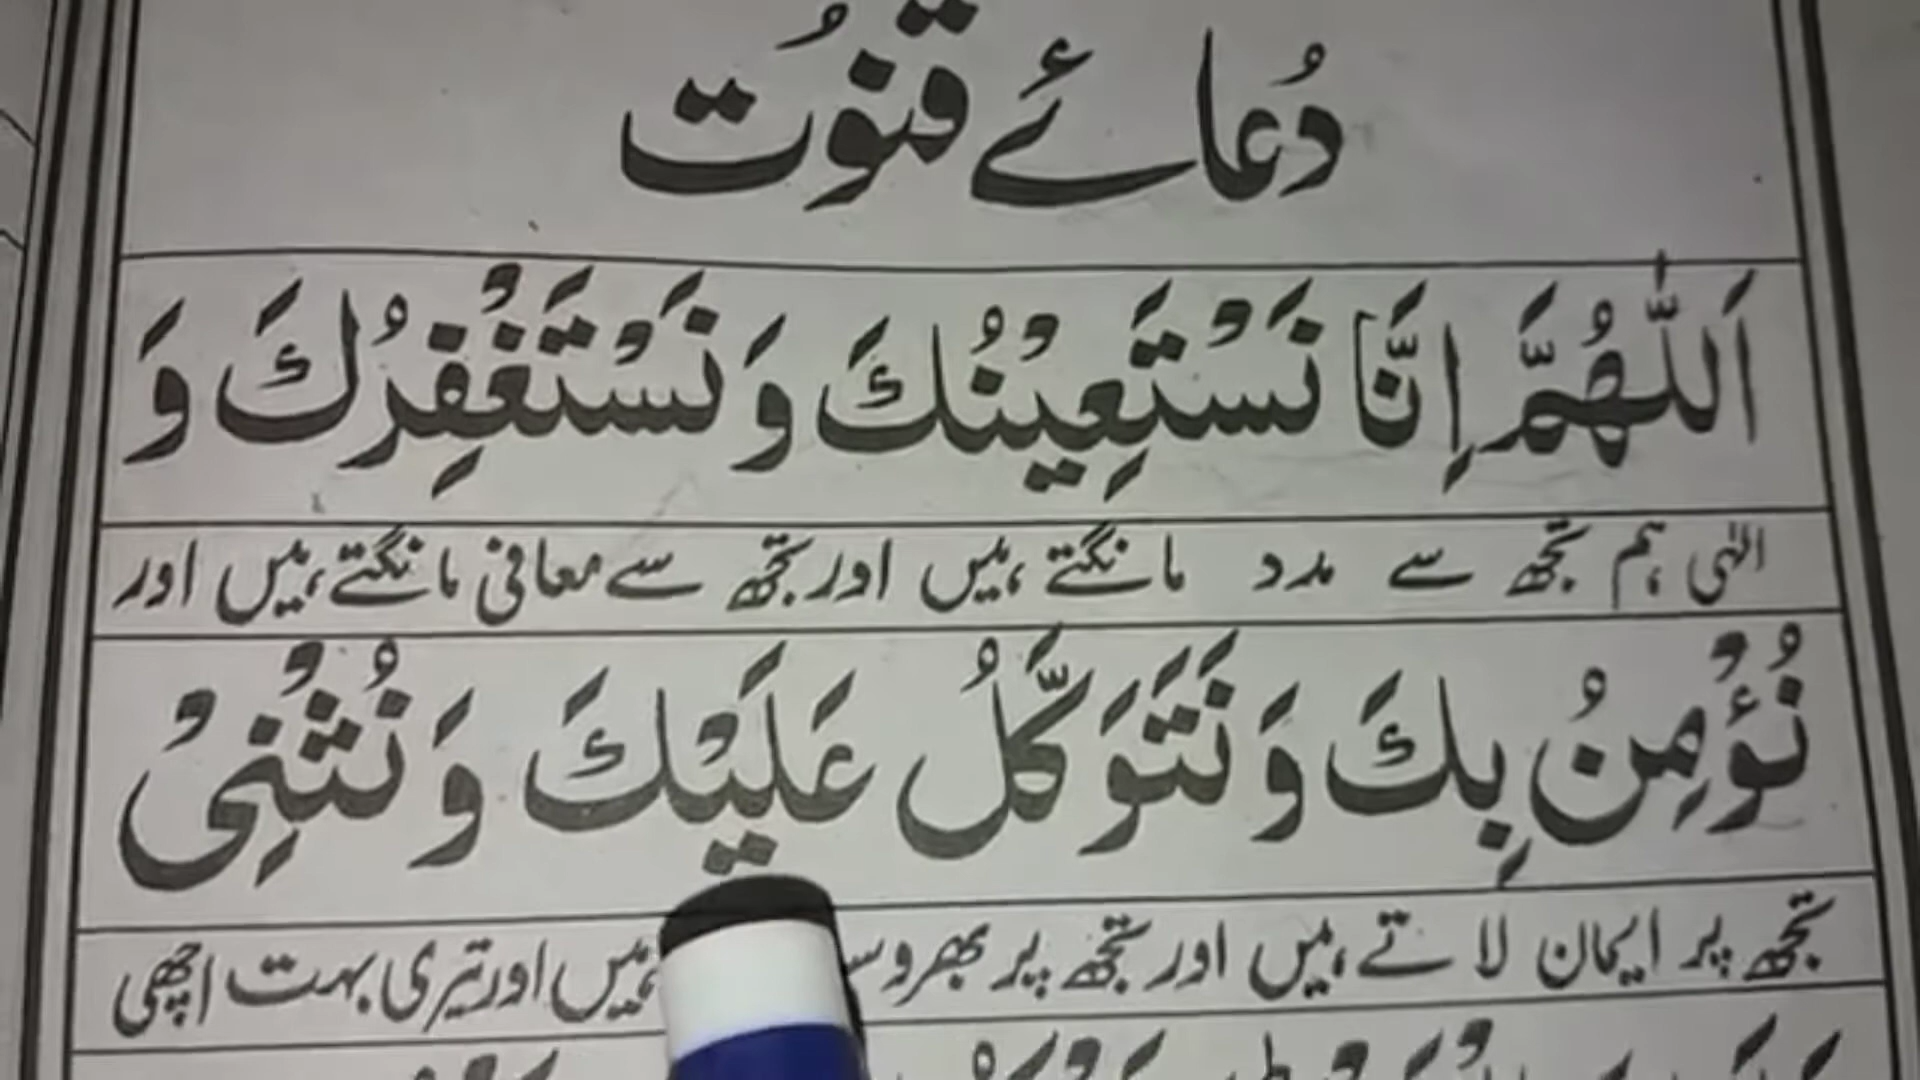 دُعائے قنُوُت
اَللّٰهُمَّ اِنَّا نَسْتَعِيْنُكَ وَنَسْتَغْفِرُكَ وَ
الٰہی ہم تجھ سے مدد مانگتے ہیں اور تجھ سے معافی مانگتے ہیں اور
نُؤْمِنُ بِكَ وَنَتَوَكَّلُ عَلَيْكَ وَنُثْنِیْ
تجھ پر ایمان لاتے ہیں اور تجھ پر بھروس ہیں اور تیری بہت اچھی